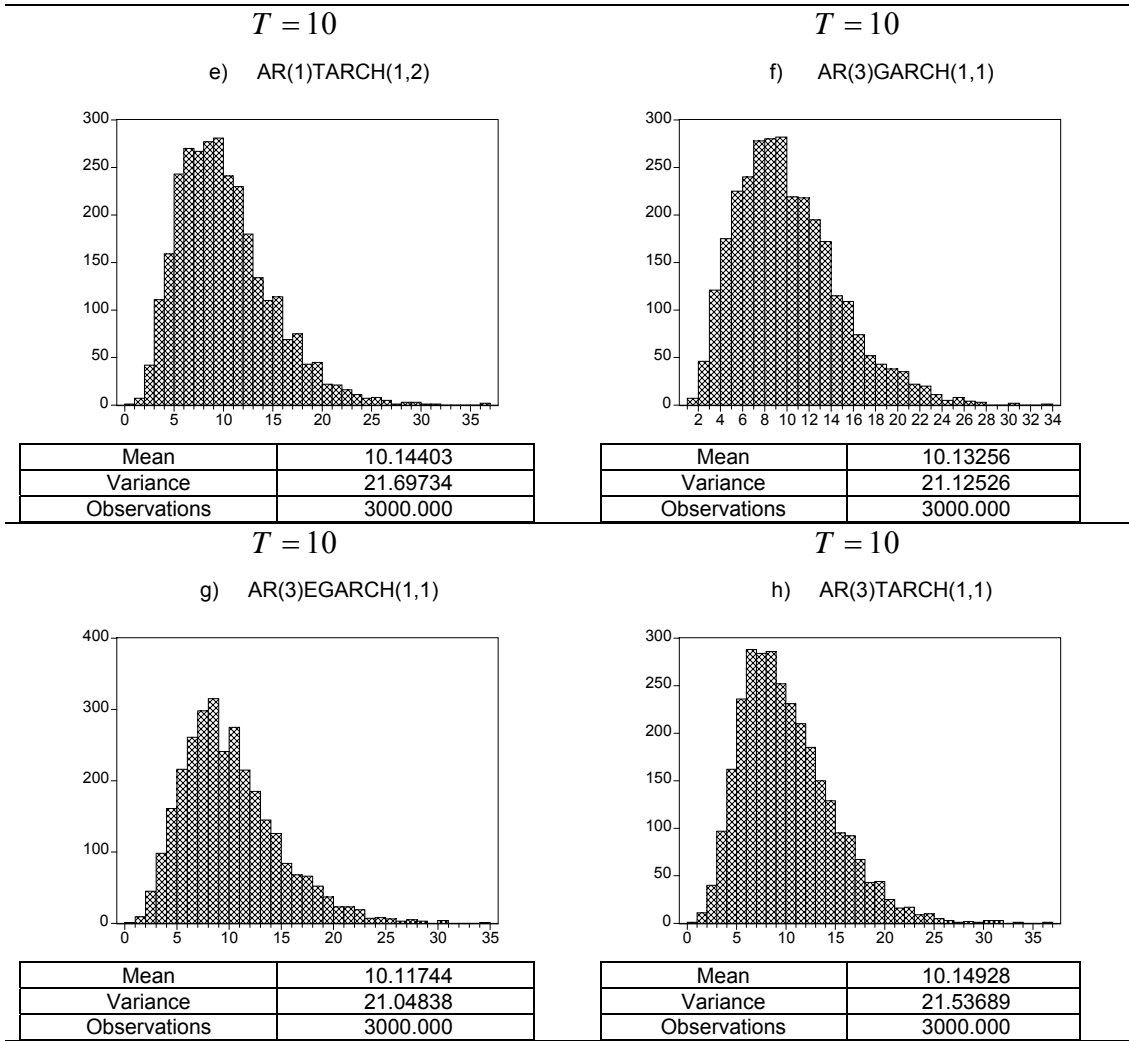 T = 10
e) AR(1)TARCH(1,2)
300
250
200
150
100
50
0
0 5 10 15 20 25 30 35
Mean 10.14403
Variance 21.69734
Observations 3000.000
T = 10
f) AR(3)GARCH(1,1)
300
250
200
150
100
50
0
2 4 6 8 10 12 14 16 18 20 22 24 26 28 30 32 34
Mean 10.13256
Variance 21.12526
Observations 3000.000
T = 10
g) AR(3)EGARCH(1,1)
400
300
200
100
0
0 5 10 15 20 25 30 35
Mean 10.11744
Variance 21.04838
Observations 3000.000
T = 10
h) AR(3)TARCH(1,1)
300
250
200
150
100
50
0
0 5 10 15 20 25 30 35
Mean 10.14928
Variance 21.53689
Observations 3000.000